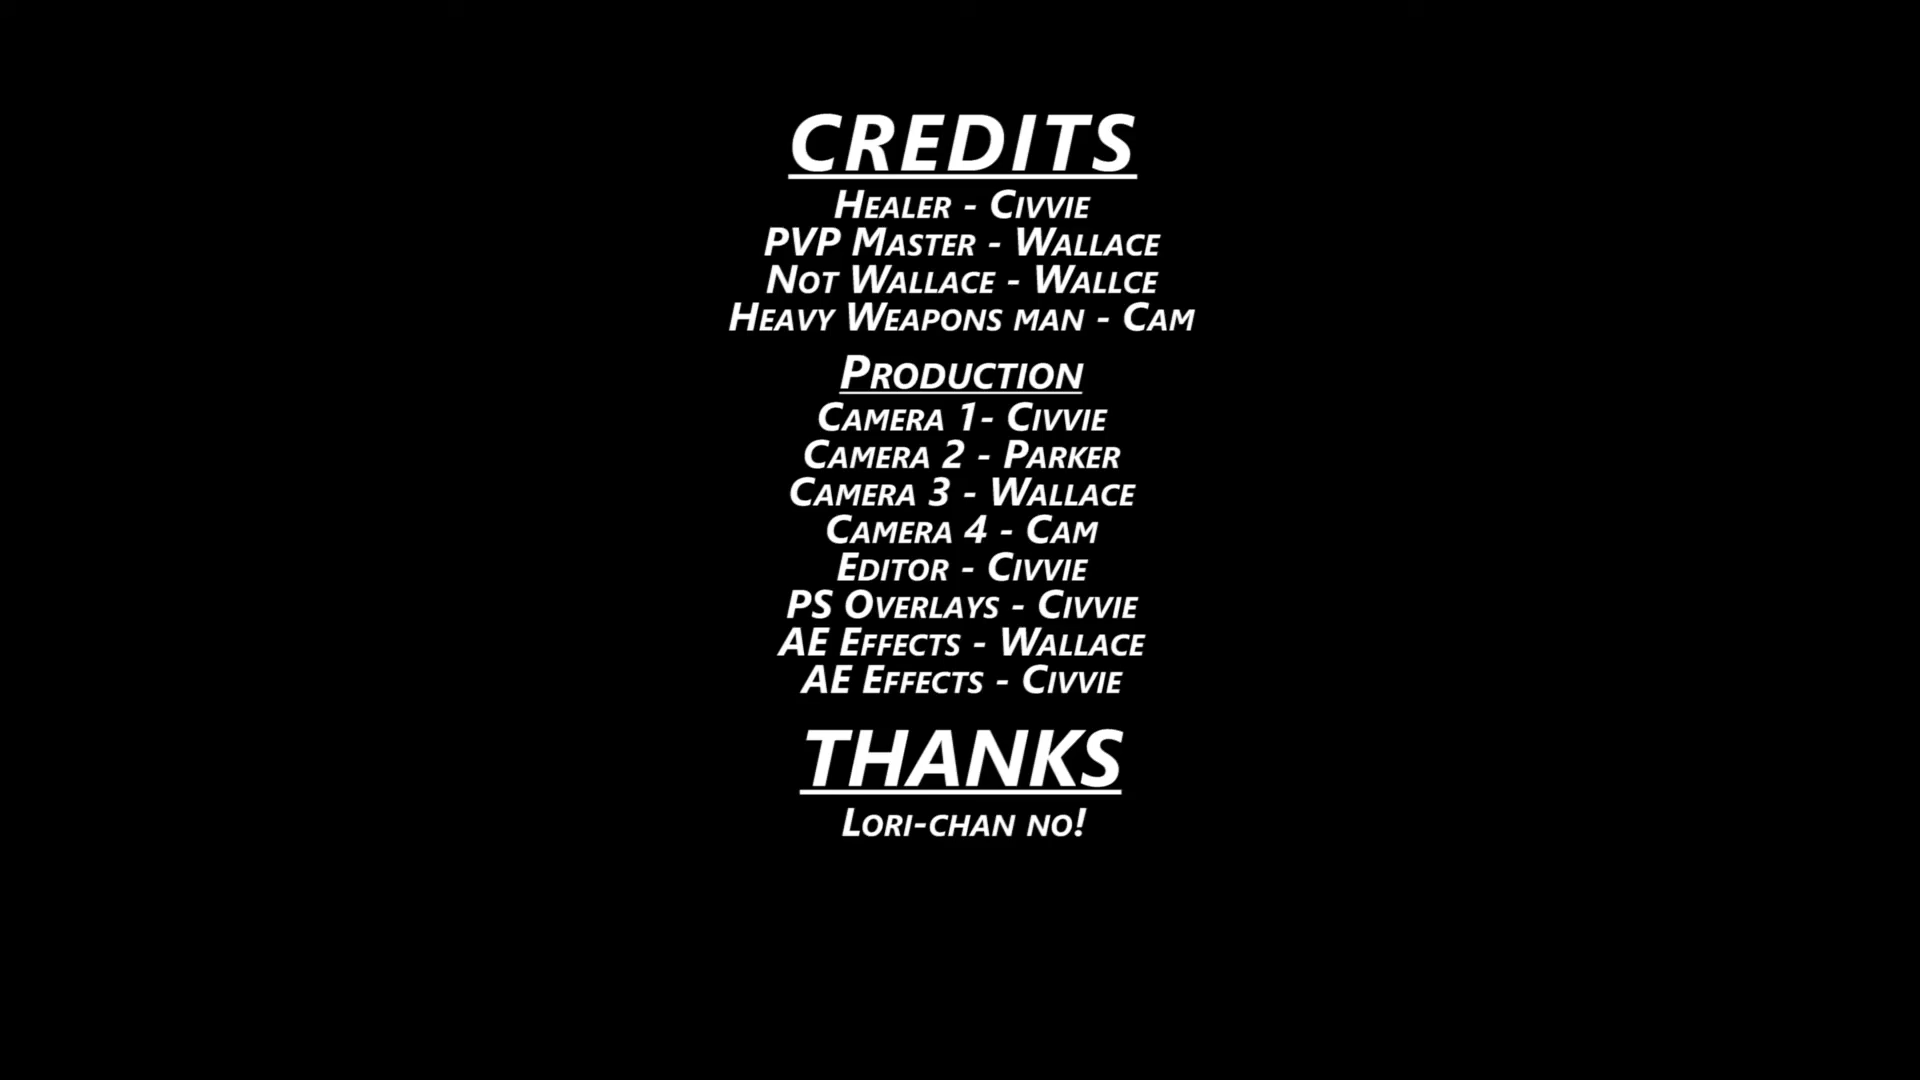 CREDITS
Healer - Civvie
PVP Master - Wallace
Not Wallace - Wallce
Heavy Weapons man - Cam
Production
Camera 1- Civvie
Camera 2 - Parker
Camera 3 - Wallace
Camera 4 - Cam
Editor - Civvie
PS Overlays - Civvie
AE Effects - Wallace
AE Effects - Civvie
THANKS
Lori-chan no!